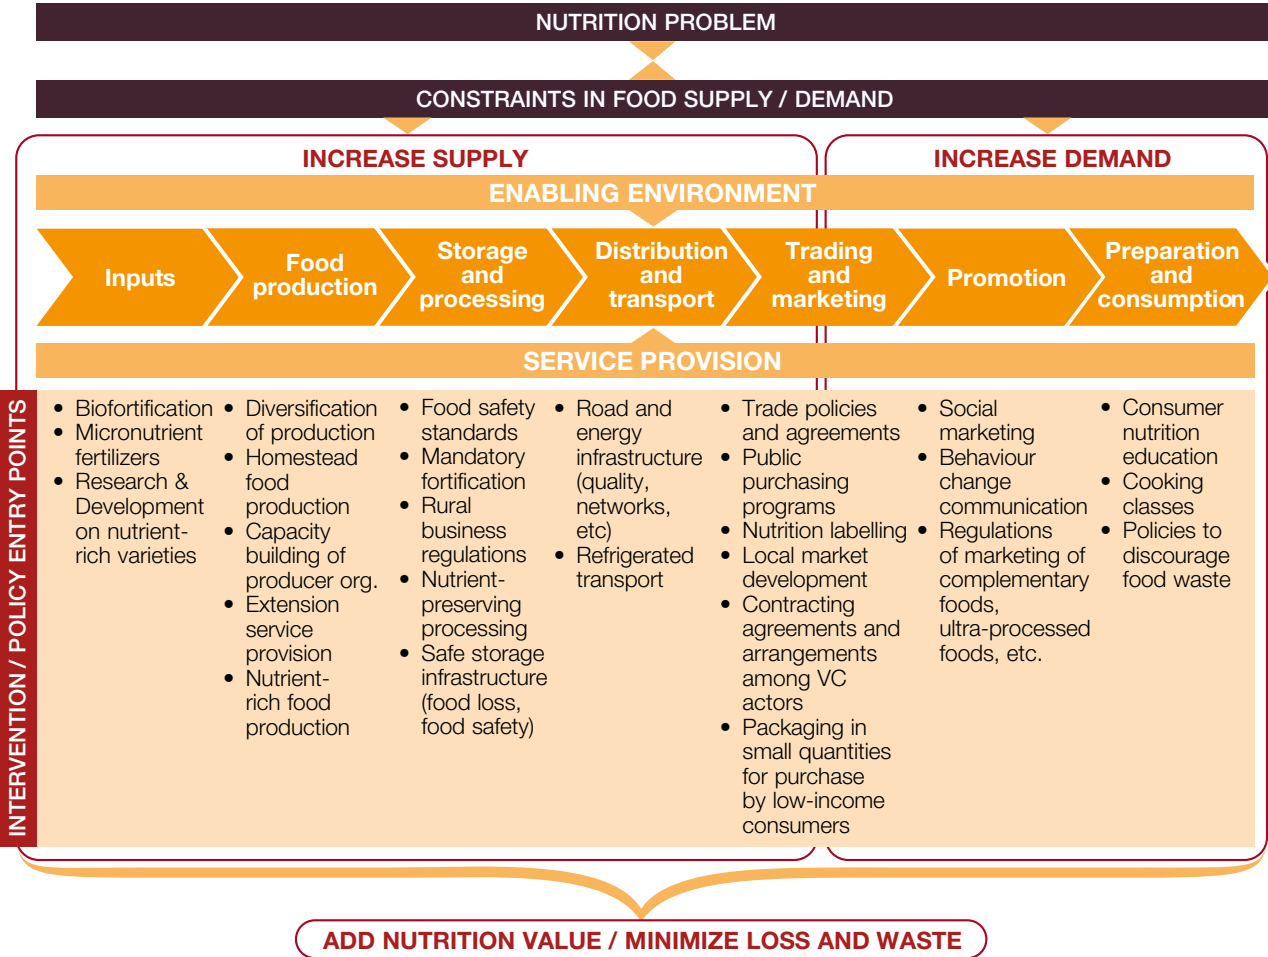 NUTRITION PROBLEM
CONSTRAINTS IN FOOD SUPPLY / DEMAND
INCREASE SUPPLY
INCREASE DEMAND
ENABLING ENVIRONMENT
Inputs
Food
production
Storage
and
processing
Distribution
and
transport
Trading
and
marketing
Promotion
Preparation
and
consumption
SERVICE PROVISION
INTERVENTION / POLICY ENTRY POINTS
• Biofortification
• Micronutrient
fertilizers
• Research &
Development
on nutrient-
rich varieties
• Diversification
of production
• Homestead
food
production
• Capacity
building of
producer org.
• Extension
service
provision
• Nutrient-
rich food
production
• Food safety
standards
• Mandatory
fortification
• Rural
business
regulations
• Nutrient-
preserving
processing
• Safe storage
infrastructure
(food loss,
food safety)
• Road and
energy
infrastructure
(quality,
networks,
etc)
• Refrigerated
transport
• Trade policies
and agreements
• Public
purchasing
programs
• Nutrition labelling
• Local market
development
• Contracting
agreements and
arrangements
among VC
actors
• Packaging in
small quantities
for purchase
by low-income
consumers
• Social
marketing
• Behaviour
change
communication
• Regulations
of marketing of
complementary
foods,
ultra-processed
foods, etc.
• Consumer
nutrition
education
• Cooking
classes
• Policies to
discourage
food waste
ADD NUTRITION VALUE / MINIMIZE LOSS AND WASTE